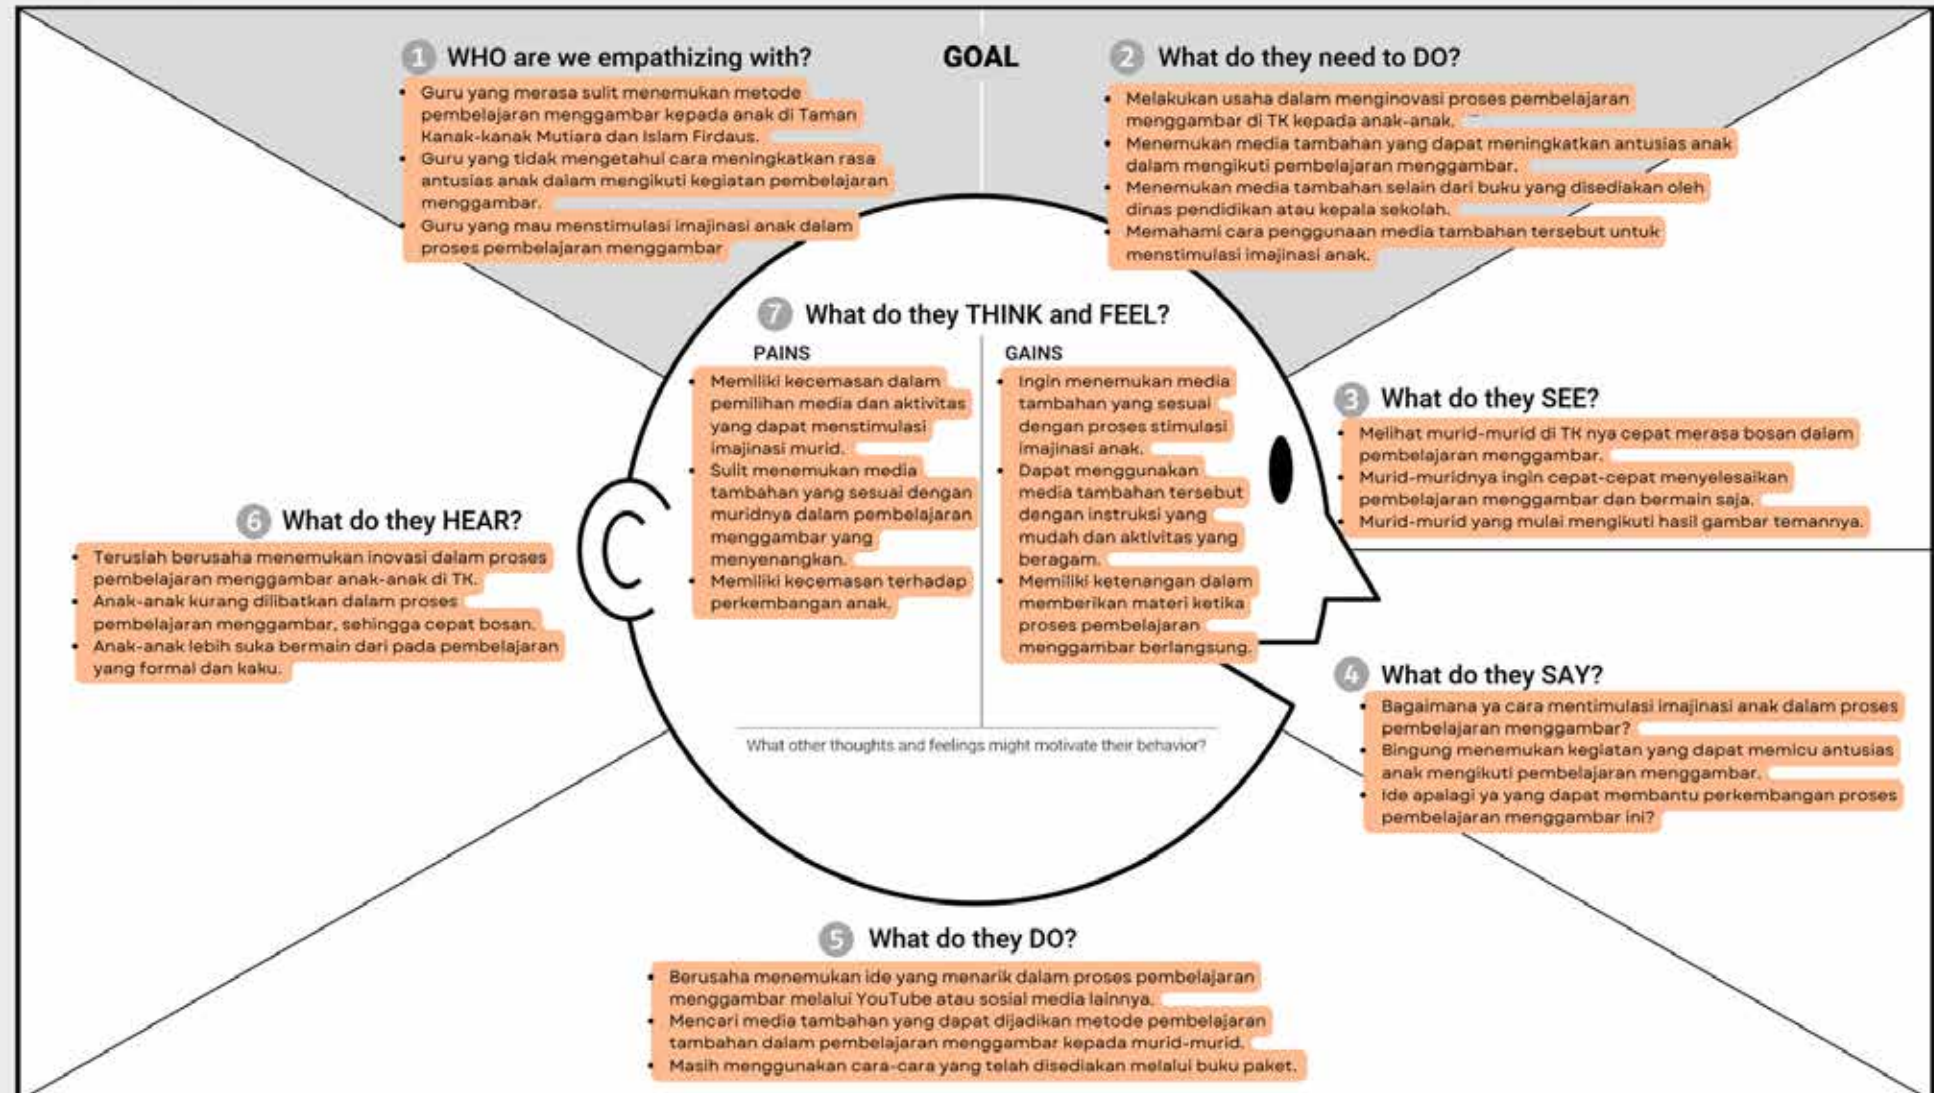 GOAL
1 WHO are we empathizing with?
• Guru yang merasa sulit menemukan metode
pembelajaran menggambar kepada anak di Taman
Kanak-kanak Mutiara dan Islam Firdaus.
• Guru yang tidak mengetahui cara meningkatkan rasa
antusias anak dalam mengikuti kegiatan pembelajaran
menggambar.
• Guru yang mau menstimulasi imajinasi anak dalam
proses pembelajaran menggambar
2 What do they need to DO?
• Melakukan usaha dalam menginovasi proses pembelajaran
menggambar di TK kepada anak-anak.
• Menemukan media tambahan yang dapat meningkatkan antusias anak
dalam mengikuti pembelajaran menggambar.
• Menemukan media tambahan selain dari buku yang disediakan oleh
dinas pendidikan atau kepala sekolah.
• Memahami cara penggunaan media tambahan tersebut untuk
menstimulasi imajinasi anak.
3 What do they SEE?
• Melihat murid-murid di TK nya cepat merasa bosan dalam
pembelajaran menggambar.
• Murid-muridnya ingin cepat-cepat menyelesaikan
pembelajaran menggambar dan bermain saja.
• Murid-murid yang mulai mengikuti hasil gambar temannya.
4 What do they SAY?
• Bagaimana ya cara mentimulasi imajinasi anak dalam proses
pembelajaran menggambar?
• Bingung menemukan kegiatan yang dapat memicu antusias
anak mengikuti pembelajaran menggambar.
• Ide apalagi ya yang dapat membantu perkembangan proses
pembelajaran menggambar ini?
5 What do they DO?
• Berusaha menemukan ide yang menarik dalam proses pembelajaran
menggambar melalui YouTube atau sosial media lainnya.
• Mencari media tambahan yang dapat dijadikan metode pembelajaran
tambahan dalam pembelajaran menggambar kepada murid-murid.
• Masih menggunakan cara-cara yang telah disediakan melalui buku paket.
6 What do they HEAR?
• Teruslah berusaha menemukan inovasi dalam proses
pembelajaran menggambar anak-anak di TK.
• Anak-anak kurang dilibatkan dalam proses
pembelajaran menggambar, sehingga cepat bosan.
• Anak-anak lebih suka bermain dari pada pembelajaran
yang formal dan kaku.
7 What do they THINK and FEEL?
PAINS
• Memiliki kecemasan dalam
pemilihan media dan aktivitas
yang dapat menstimulasi
imajinasi murid.
• Sulit menemukan media
tambahan yang sesuai dengan
muridnya dalam pembelajaran
menggambar yang
menyenangkan.
• Memiliki kecemasan terhadap
perkembangan anak.
GAINS
• Ingin menemukan media
tambahan yang sesuai
dengan proses stimulasi
imajinasi anak.
• Dapat menggunakan
media tambahan tersebut
dengan instruksi yang
mudah dan aktivitas yang
beragam.
• Memiliki ketenangan dalam
memberikan materi ketika
proses pembelajaran
menggambar berlangsung.
What other thoughts and feelings might motivate their behavior?